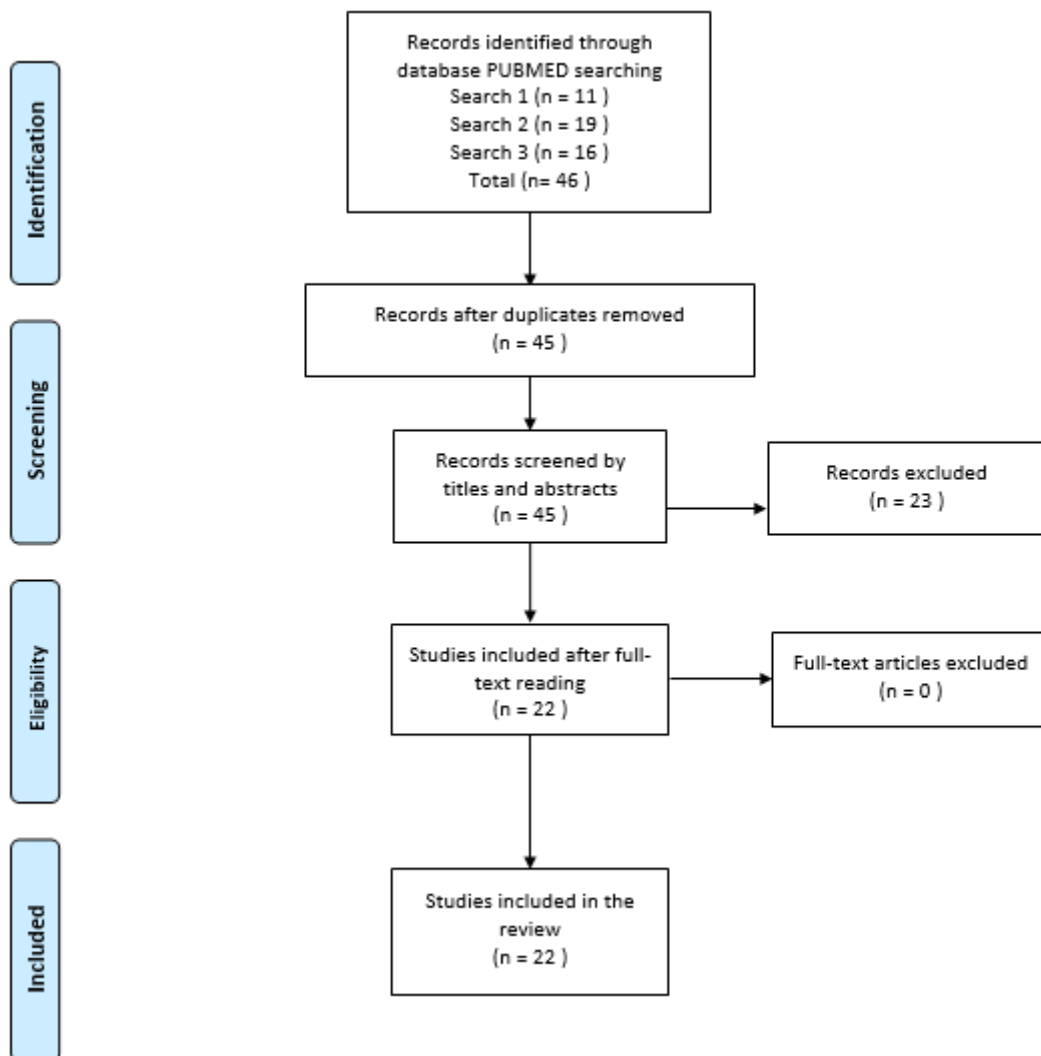 Identification
Records identified through
database PUBMED searching
Search 1 (n = 11 )
Search 2 (n = 19 )
Search 3 (n = 16 )
Total (n= 46 )
Screening
Records after duplicates removed
(n = 45 )
Records screened by
titles and abstracts
(n = 45 )
Records excluded
(n = 23 )
Eligibility
Studies included after full-
text reading
(n = 22 )
Full-text articles excluded
(n = 0 )
Included
Studies included in the
review
(n = 22 )